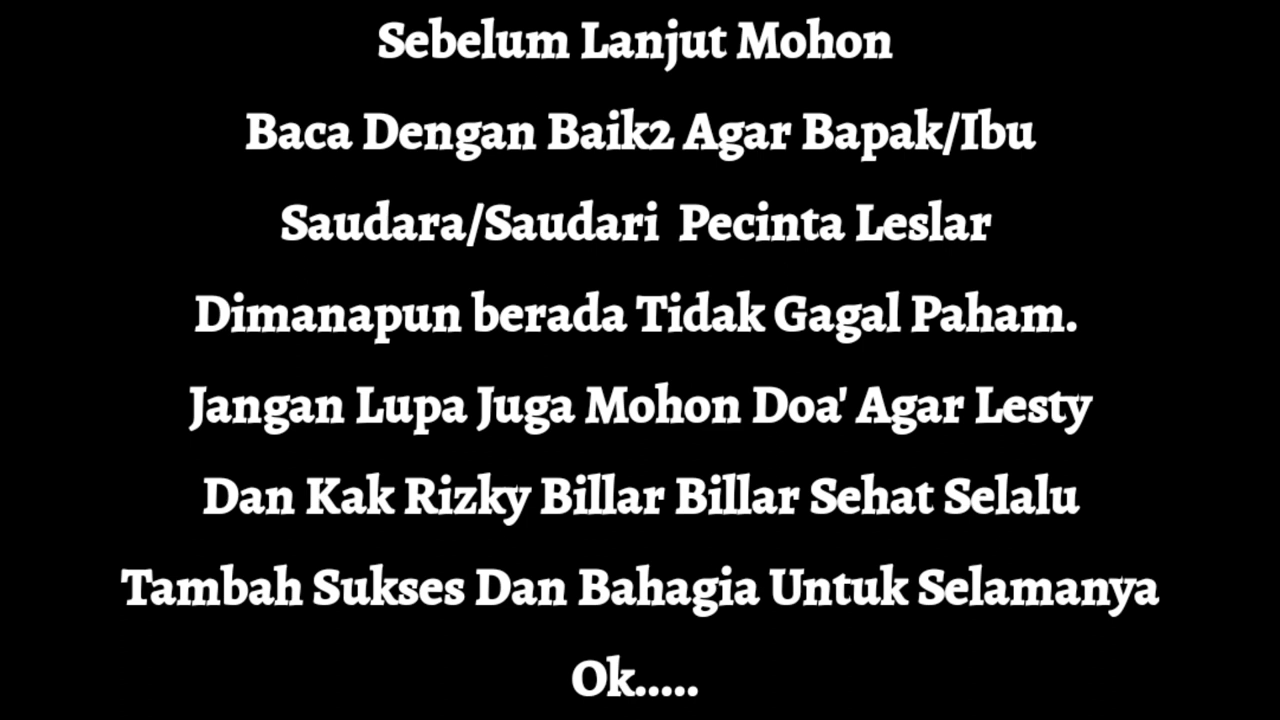 Sebelum Lanjut Mohon
Baca Dengan Baik2 Agar Bapak/Ibu
Saudara/Saudari Pecinta Leslar
Dimanapun berada Tidak Gagal Paham.
Jangan Lupa Juga Mohon Doa' Agar Lesty
Dan Kak Rizky Billar Billar Sehat Selalu
Tambah Sukses Dan Bahagia Untuk Selamanya
Ok.....